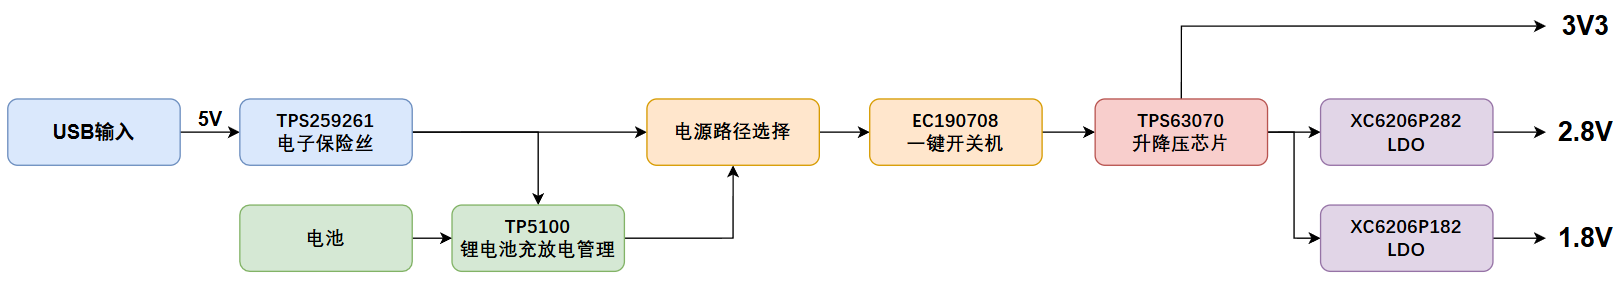 3V3
USB输入
5V
TPS259261
电子保险丝
电源路径选择
EC190708
一键开关机
TPS63070
升降压芯片
XC6206P282
LDO
2.8V
电池
TP5100
锂电池充放电管理
XC6206P182
LDO
1.8V